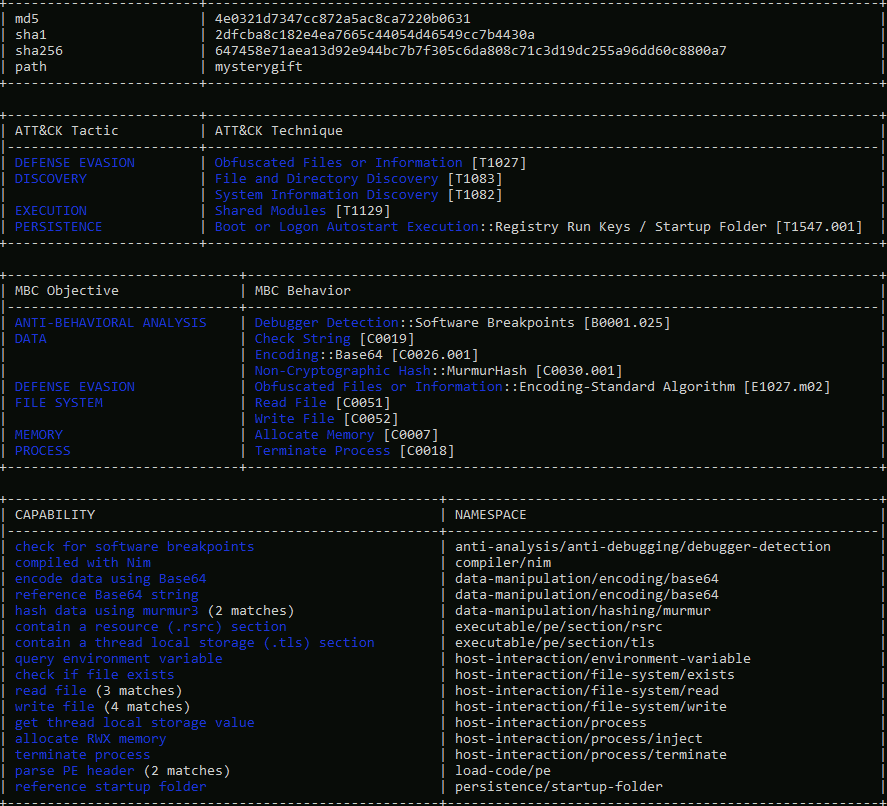 md5 4e0321d7347cc872a5ac8ca7220b0631
sha1 2dfcba8c182e4ea7665c44054d46549cc7b4430a
sha256 647458e71aea13d92e944bc7b7f305c6da808c71c3d19dc255a96dd60c8800a7
path mysterygift
ATT&CK Tactic ATT&CK Technique
DEFENSE EVASION Obfuscated Files or Information [T1027]
DISCOVERY File and Directory Discovery [T1083]
System Information Discovery [T1082]
EXECUTION Shared Modules [T1129]
PERSISTENCE Boot or Logon Autostart Execution::Registry Run Keys / Startup Folder [T1547.001]
MBC Objective MBC Behavior
ANTI-BEHAVIORAL ANALYSIS Debugger Detection::Software Breakpoints [B0001.025]
DATA Check String [C0019]
Encoding::Base64 [C0026.001]
Non-Cryptographic Hash::MurmurHash [C0030.001]
DEFENSE EVASION Obfuscated Files or Information::Encoding-Standard Algorithm [E1027.m02]
FILE SYSTEM Read File [C0051]
Write File [C0052]
MEMORY Allocate Memory [C0007]
PROCESS Terminate Process [C0018]
CAPABILITY NAMESPACE
check for software breakpoints anti-analysis/anti-debugging/debugger-detection
compiled with Nim compiler/nim
encode data using Base64 data-manipulation/encoding/base64
reference Base64 string data-manipulation/encoding/base64
hash data using murmur3 (2 matches) data-manipulation/hashing/murmur
contain a resource (.rsrc) section executable/pe/section/rsrc
contain a thread local storage (.tls) section executable/pe/section/tls
query environment variable host-interaction/environment-variable
check if file exists host-interaction/file-system/exists
read file (3 matches) host-interaction/file-system/read
write file (4 matches) host-interaction/file-system/write
get thread local storage value host-interaction/process
allocate RWX memory host-interaction/process/inject
terminate process host-interaction/process/terminate
parse PE header (2 matches) load-code/pe
reference startup folder persistence/startup-folder